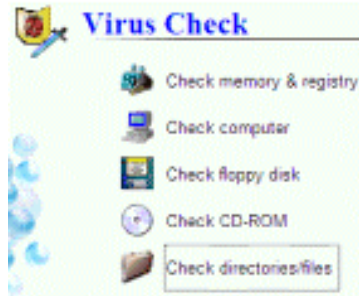 Virus Check
Check memory & registry
Check computer
Check floppy disk
Check CD-ROM
Check directories/files